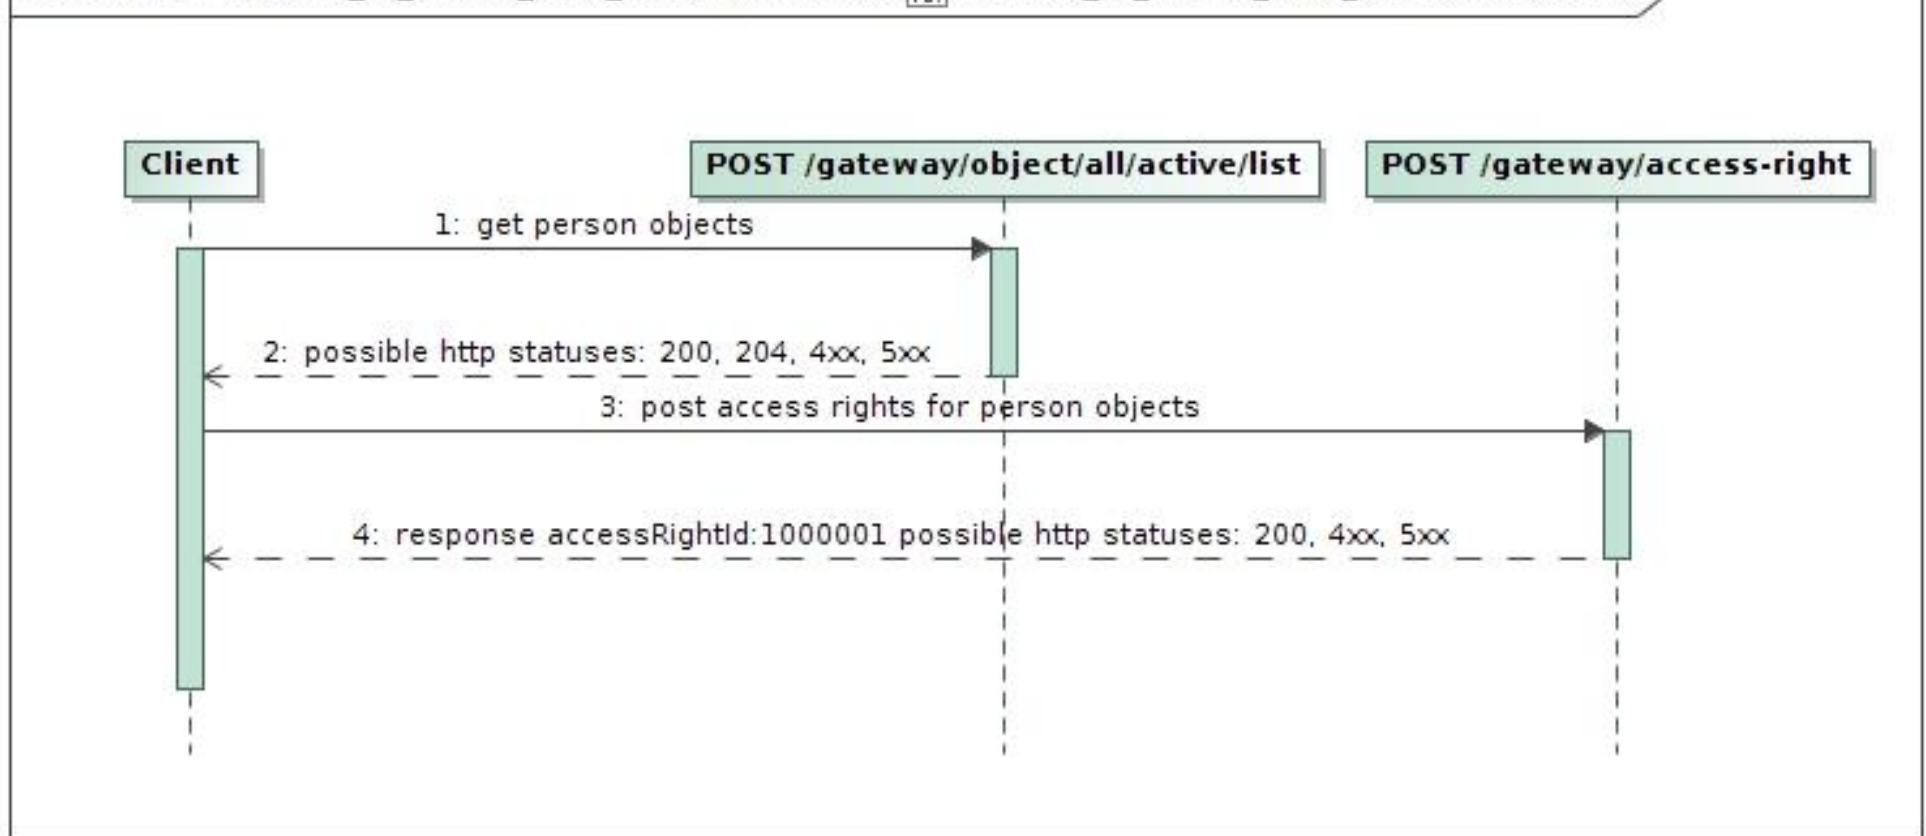 Client
POST /gateway/object/all/active/list
POST /gateway/access-right
1: get person objects
2: possible http statuses: 200, 204, 4xx, 5xx
3: post access rights for person objects
4: response accessRightId:1000001 possible http statuses: 200, 4xx, 5xx